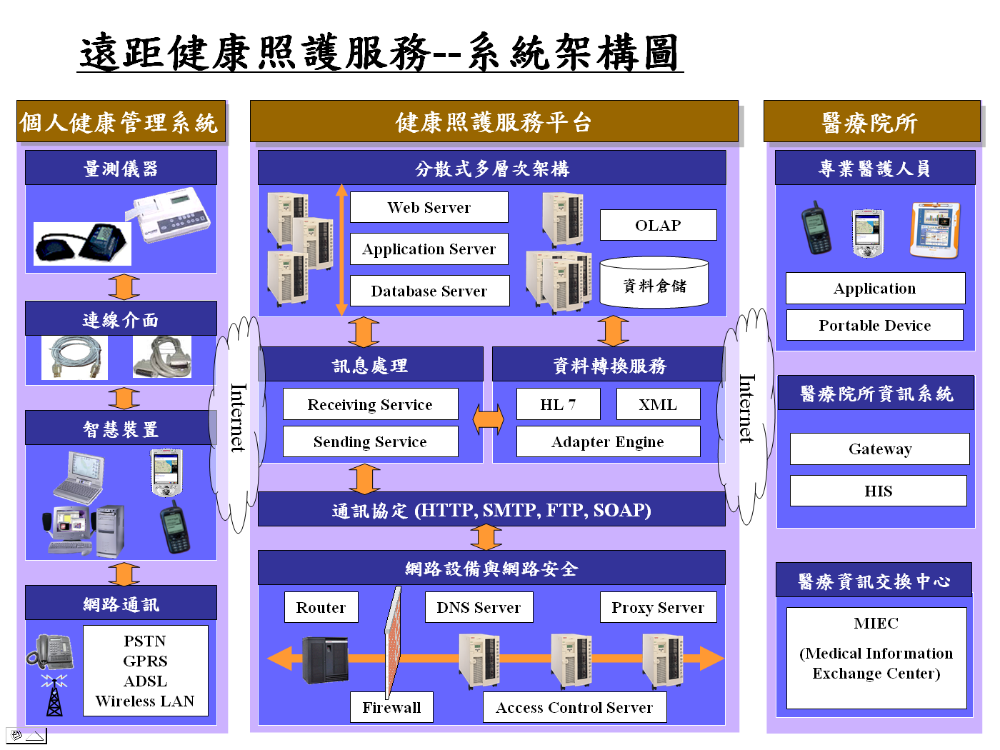 遠距健康照護服務--系統架構圖
個人健康管理系統
量測儀器
連線介面
智慧裝置
網路通訊
PSTN
GPRS
ADSL
Wireless LAN
Internet
健康照護服務平台
分散式多層次架構
Web Server
Application Server
Database Server
OLAP
資料倉儲
訊息處理
Receiving Service
Sending Service
資料轉換服務
HL 7
XML
Adapter Engine
通訊協定 (HTTP, SMTP, FTP, SOAP)
網路設備與網路安全
Router
DNS Server
Proxy Server
Firewall
Access Control Server
Internet
醫療院所
專業醫護人員
Application
Portable Device
醫療院所資訊系統
Gateway
HIS
醫療資訊交換中心
MIEC
(Medical Information
Exchange Center)